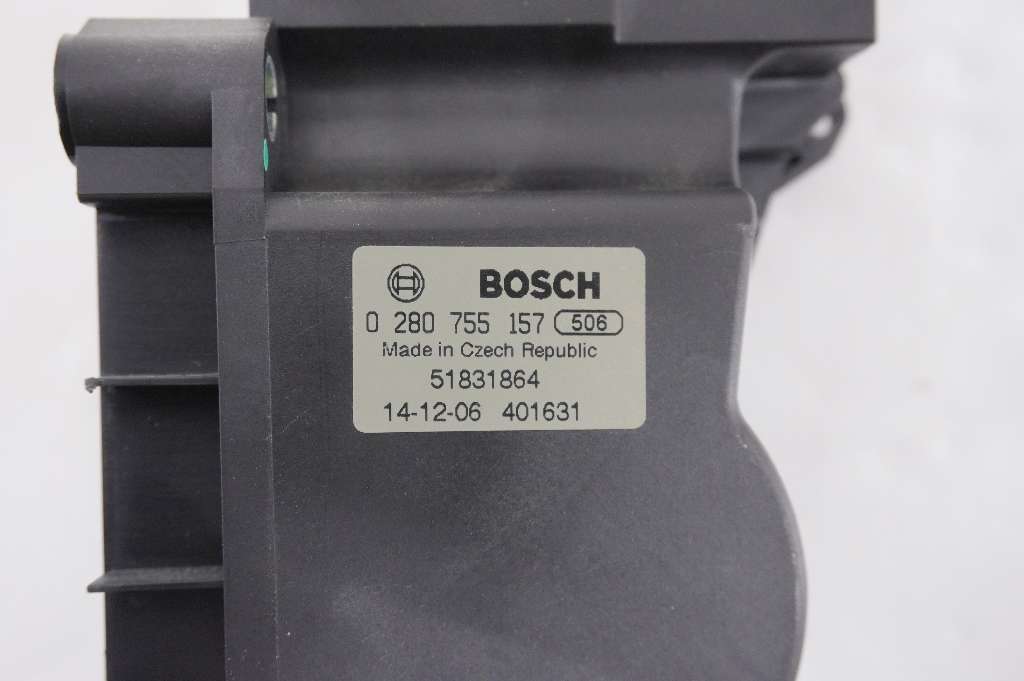 BOSCH
0 280 755 157 506
Made in Czech Republic
51831864
14-12-06 401631